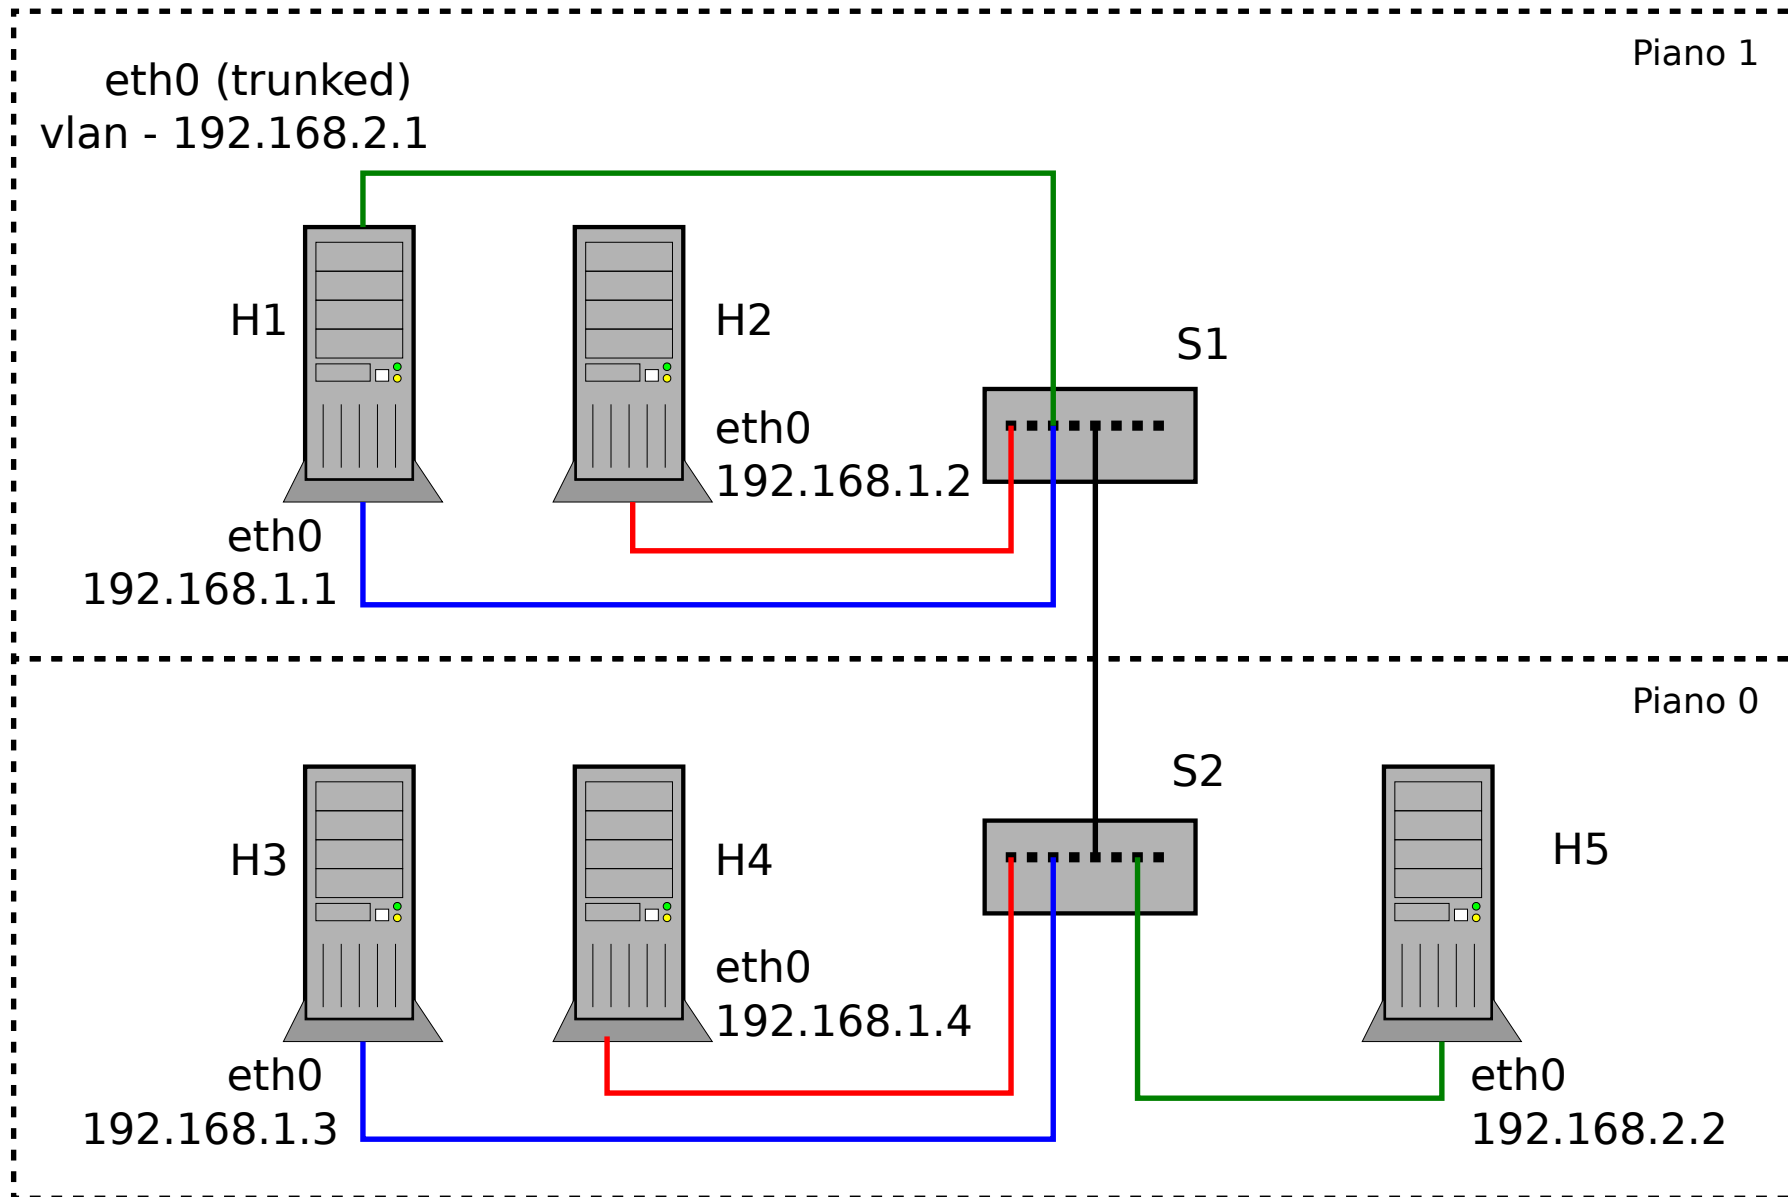 Piano 1
eth0 (trunked)
vlan - 192.168.2.1
H1
H2
S1
eth0
192.168.1.2
eth0
192.168.1.1
Piano 0
S2
H3
H4
H5
eth0
192.168.1.4
eth0
192.168.1.3
eth0
192.168.2.2